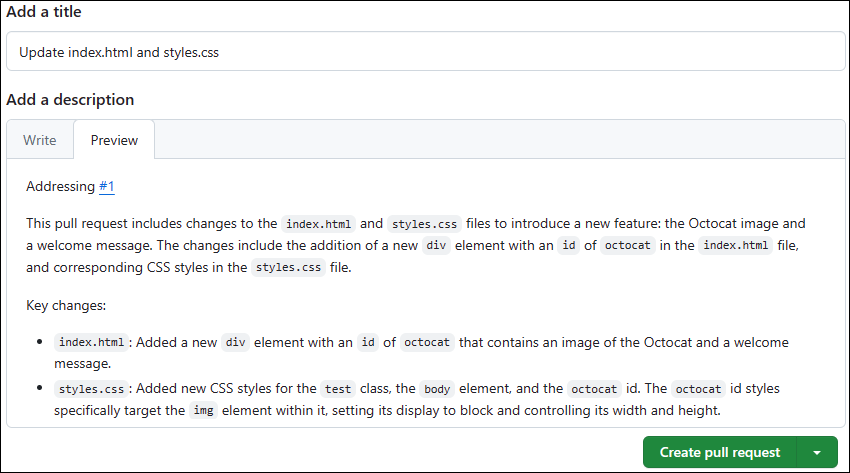 Add a title
Update index.html and styles.css
Add a description
Write Preview
Addressing #1
This pull request includes changes to the index.html and styles.css files to introduce a new feature: the Octocat image and
a welcome message. The changes include the addition of a new div element with an id of octocat in the index.html file,
and corresponding CSS styles in the styles.css file.
Key changes:
• index.html: Added a new div element with an id of octocat that contains an image of the Octocat and a welcome
message.
• styles.css: Added new CSS styles for the test class, the body element, and the octocat id. The octocat id styles
specifically target the img element within it, setting its display to block and controlling its width and height.
Create pull request